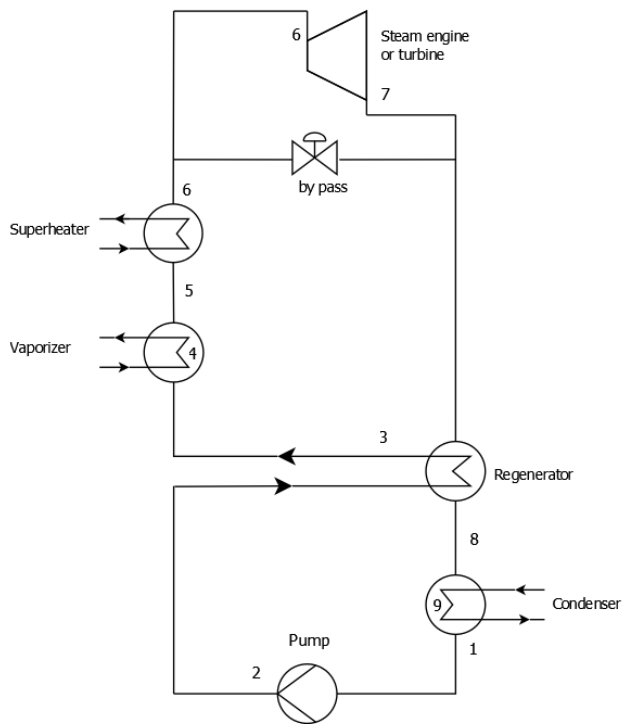 6
Steam engine
or turbine
7
by pass
6
Superheater
5
Vaporizer
4
3
Regenerator
8
9
Condenser
Pump
1
2